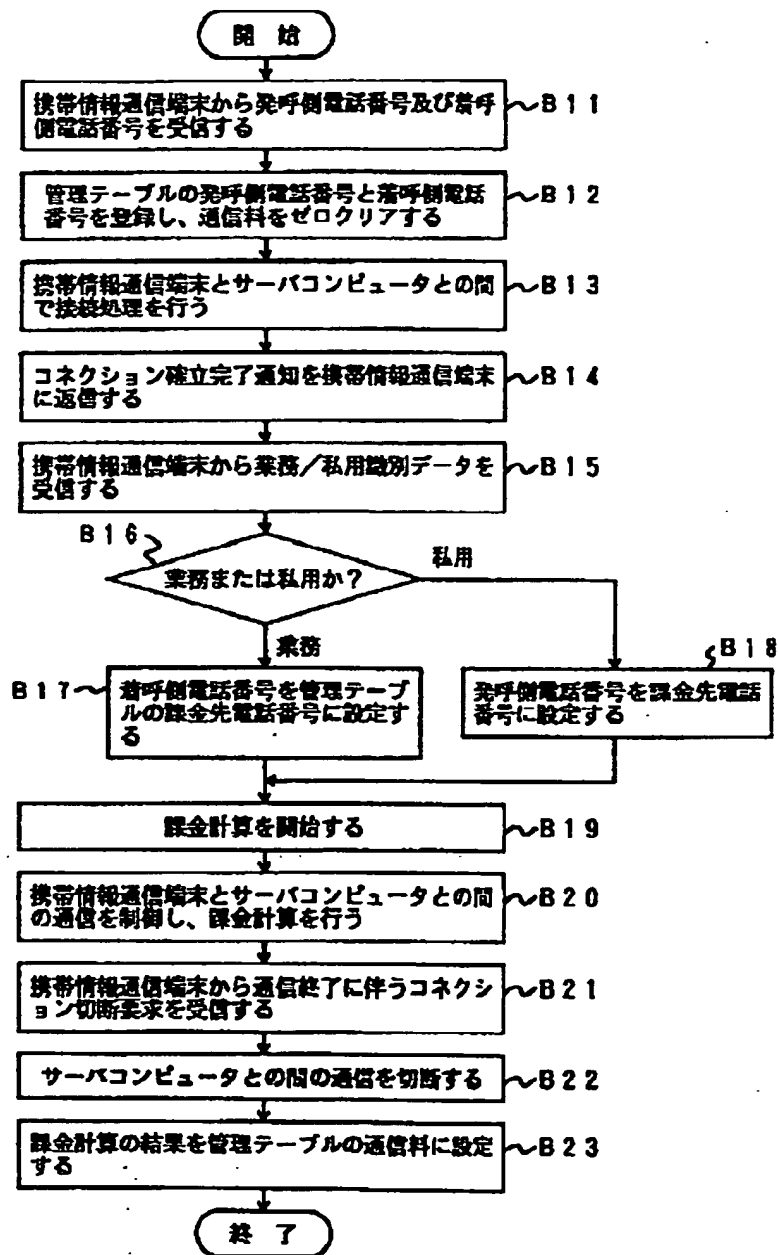 開 始
携帯情報通信端末から発呼側電話番号及び着呼
側電話番号を受信する
B11
管理テーブルの発呼側電話番号と着呼側電話
番号を登録し、通信料をゼロクリアする
B12
携帯情報通信端末とサーバコンピュータとの間
で接続処理を行う
B13
コネクション確立完了通知を携帯情報通信端末
に返信する
B14
携帯情報通信端末から業務／私用識別データを
受信する
B15
B16
業務または私用か？
私用
業務
B17
着呼側電話番号を管理テーブ
ルの課金先電話番号に設定す
る
B18
発呼側電話番号を課金先電話
番号に設定する
課金計算を開始する
B19
携帯情報通信端末とサーバコンピュータとの間
の通信を制御し、課金計算を行う
B20
携帯情報通信端末から通信終了に伴うコネクシ
ョン切断要求を受信する
B21
サーバコンピュータとの間の通信を切断する
B22
課金計算の結果を管理テーブルの通信料に設定
する
B23
終 了